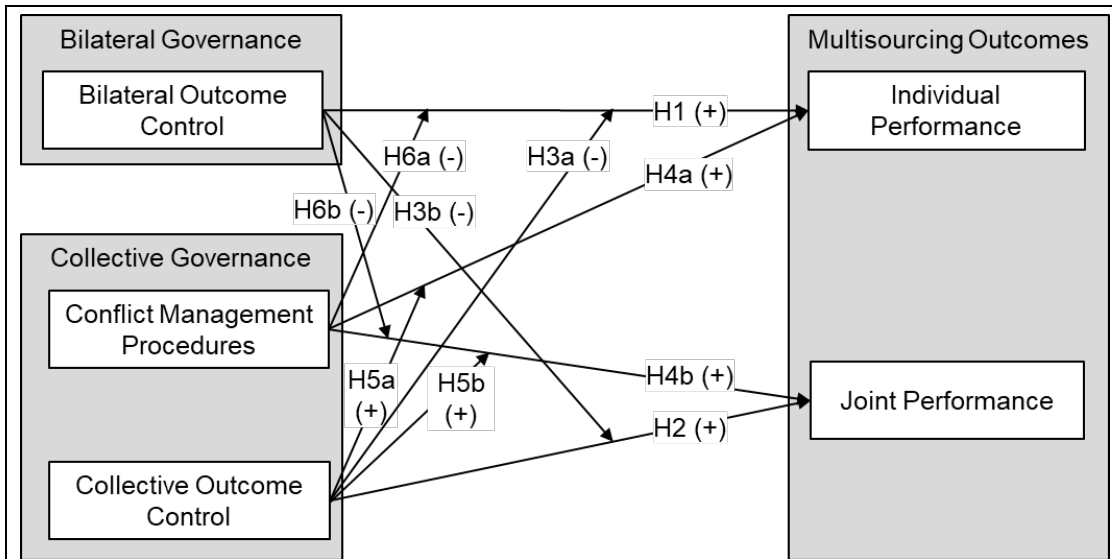 Bilateral Governance
Bilateral Outcome
Control
Multisourcing Outcomes
Individual
Performance
H1 (+)
H6a (-)
H3a (-)
H4a (+)
H6b (-)
H3b (-)
Collective Governance
Conflict Management
Procedures
H5a
(+)
H5b
(+)
H4b (+)
H2 (+)
Joint Performance
Collective Outcome
Control